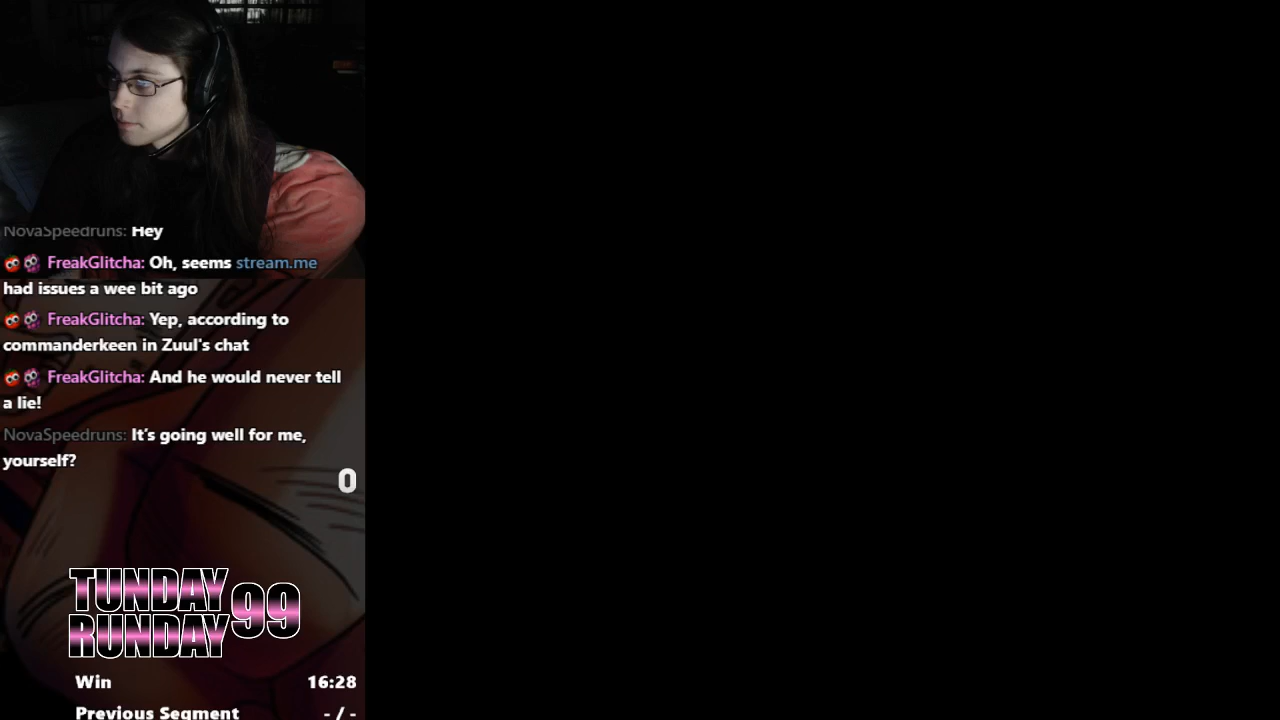 NovaSpeedruns: Hey
FreakGlitcha: Oh, seems stream.me
had issues a wee bit ago
FreakGlitcha: Yep, according to
commanderkeen in Zuul's chat
FreakGlitcha: And he would never tell
a lie!
NovaSpeedruns: It's going well for me,
yourself?
0
TUNDAY
RUNDAY 99
Win 16:28
Previous Segment - / -